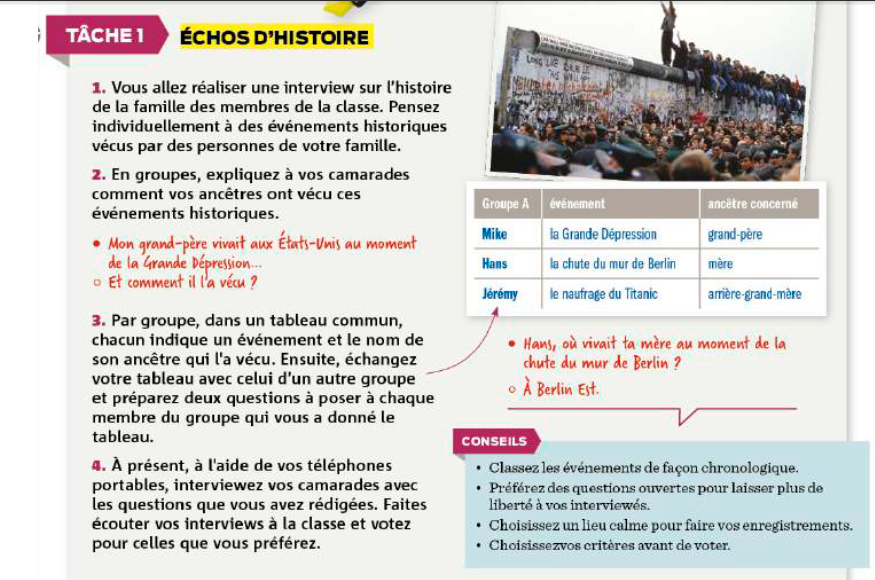 TÂCHE 1
ÉCHOS D'HISTOIRE
1. Vous allez réaliser une interview sur l'histoire
de la famille des membres de la classe. Pensez
individuellement à des événements historiques
vécus par des personnes de votre famille.
2. En groupes, expliquez à vos camarades
comment vos ancêtres ont vécu ces
événements historiques.
• Mon grand-père vivait aux États-Unis au moment
de la Grande Dépression...
○ Et comment il l'a vécu ?
3. Par groupe, dans un tableau commun,
chacun indique un événement et le nom de
son ancêtre qui l'a vécu. Ensuite, échangez
votre tableau avec celui d'un autre groupe
et préparez deux questions à poser à chaque
membre du groupe qui vous a donné le
tableau.
4. À présent, à l'aide de vos téléphones
portables, interviewez vos camarades avec
les questions que vous avez rédigées. Faites
écouter vos interviews à la classe et votez
pour celles que vous préférez.
LONG LIVE
Groupe A événement ancêtre concerné
Mike la Grande Dépression grand-père
Hans la chute du mur de Berlin mère
Jérémy le naufrage du Titanic arrière-grand-mère
• Hans, où vivait ta mère au moment de la
chute du mur de Berlin ?
○ À Berlin Est.
CONSEILS
• Classez les événements de façon chronologique.
• Préférez des questions ouvertes pour laisser plus de
liberté à vos interviewés.
• Choisissez un lieu calme pour faire vos enregistrements.
• Choisissezvos critères avant de voter.